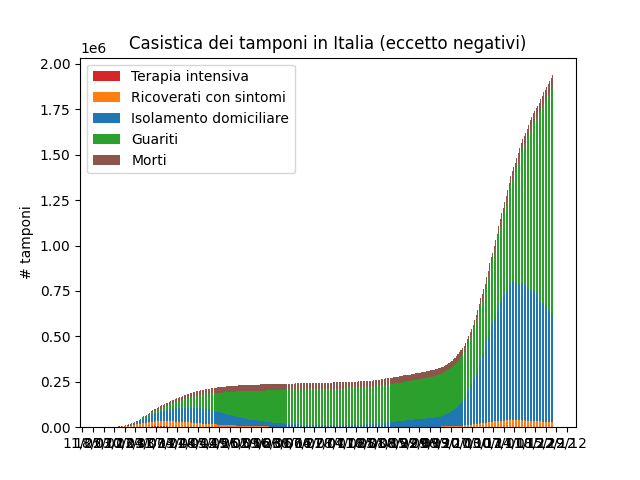 1e6
Casistica dei tamponi in Italia (eccetto negativi)
2.00
1.75
1.50
1.25
1.00
0.75
0.50
0.25
0.00
# tamponi
Terapia intensiva
Ricoverati con sintomi
Isolamento domiciliare
Guariti
Morti